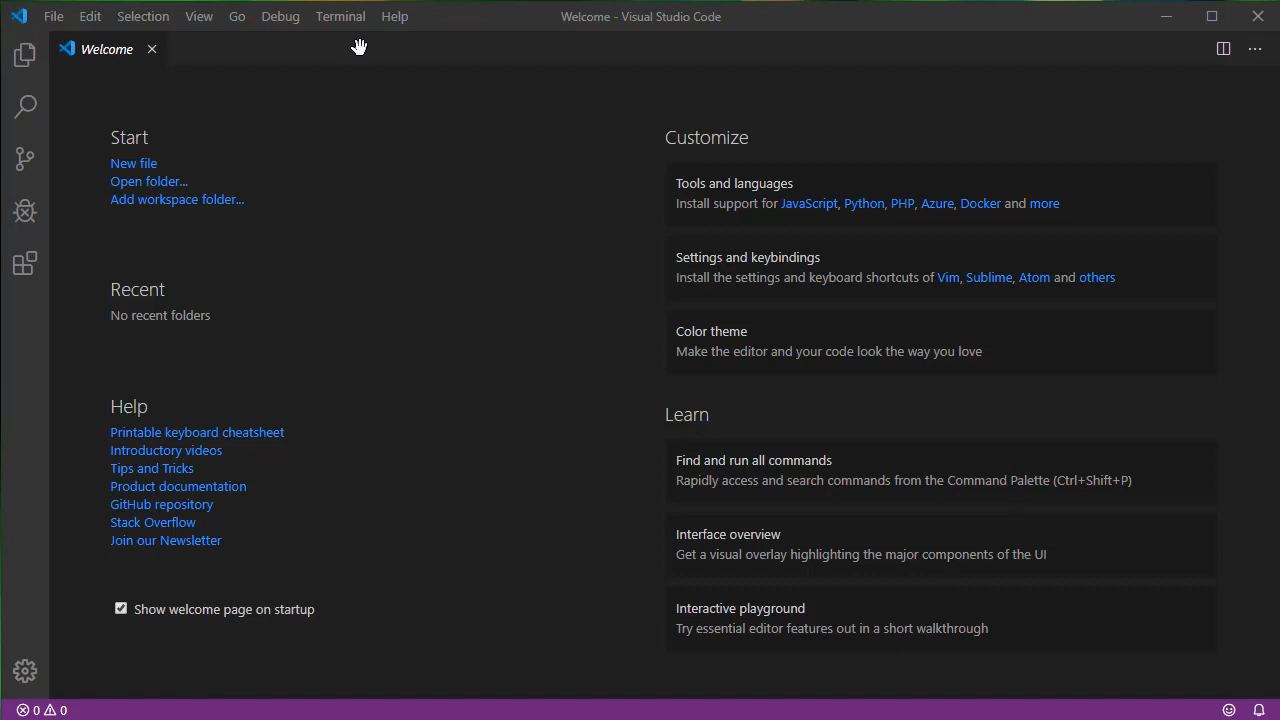 File Edit Selection View Go Debug Terminal Help Welcome - Visual Studio Code
Welcome
Start
New file
Open folder...
Add workspace folder...
Recent
No recent folders
Help
Printable keyboard cheatsheet
Introductory videos
Tips and Tricks
Product documentation
GitHub repository
Stack Overflow
Join our Newsletter
Show welcome page on startup
Customize
Tools and languages
Install support for JavaScript, Python, PHP, Azure, Docker and more
Settings and keybindings
Install the settings and keyboard shortcuts of Vim, Sublime, Atom and others
Color theme
Make the editor and your code look the way you love
Learn
Find and run all commands
Rapidly access and search commands from the Command Palette (Ctrl+Shift+P)
Interface overview
Get a visual overlay highlighting the major components of the UI
Interactive playground
Try essential editor features out in a short walkthrough
0 0